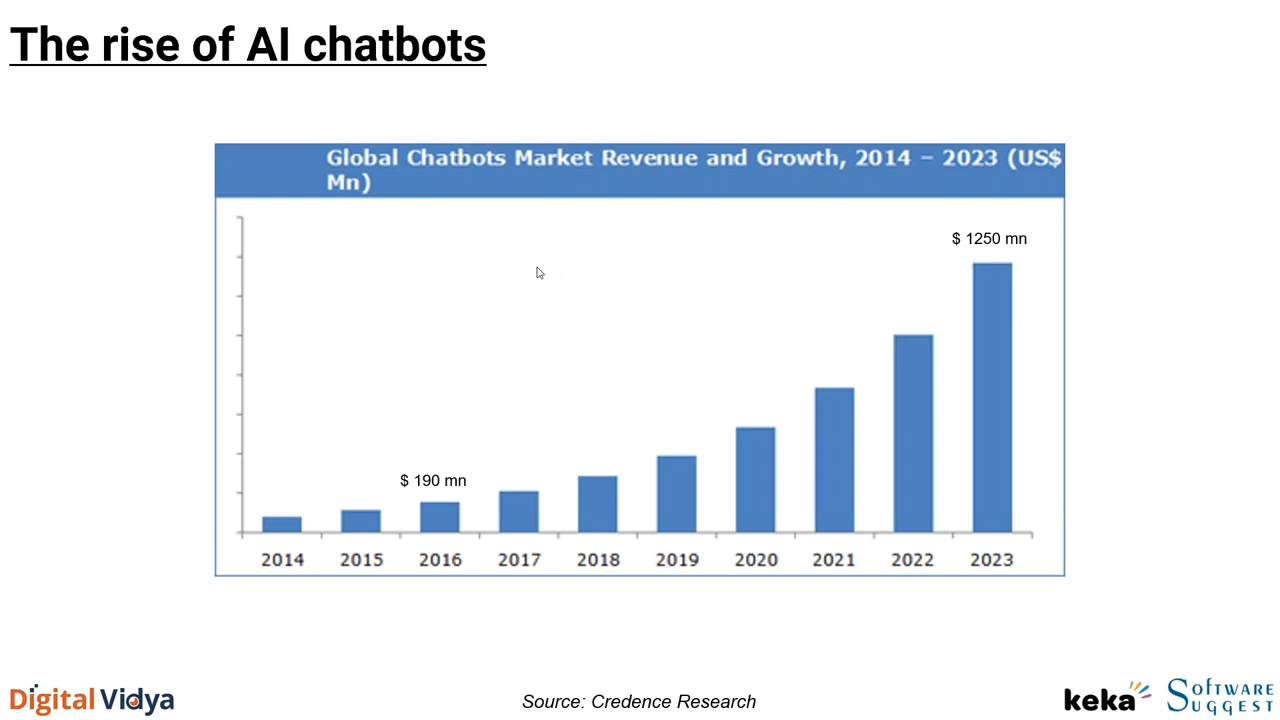 The rise of AI chatbots
Global Chatbots Market Revenue and Growth, 2014 – 2023 (US$
Mn)
$ 1250 mn
$ 190 mn
2014 2015 2016 2017 2018 2019 2020 2021 2022 2023
Digital Vidya
Source: Credence Research
keka
SOFTWARE
SUGGEST